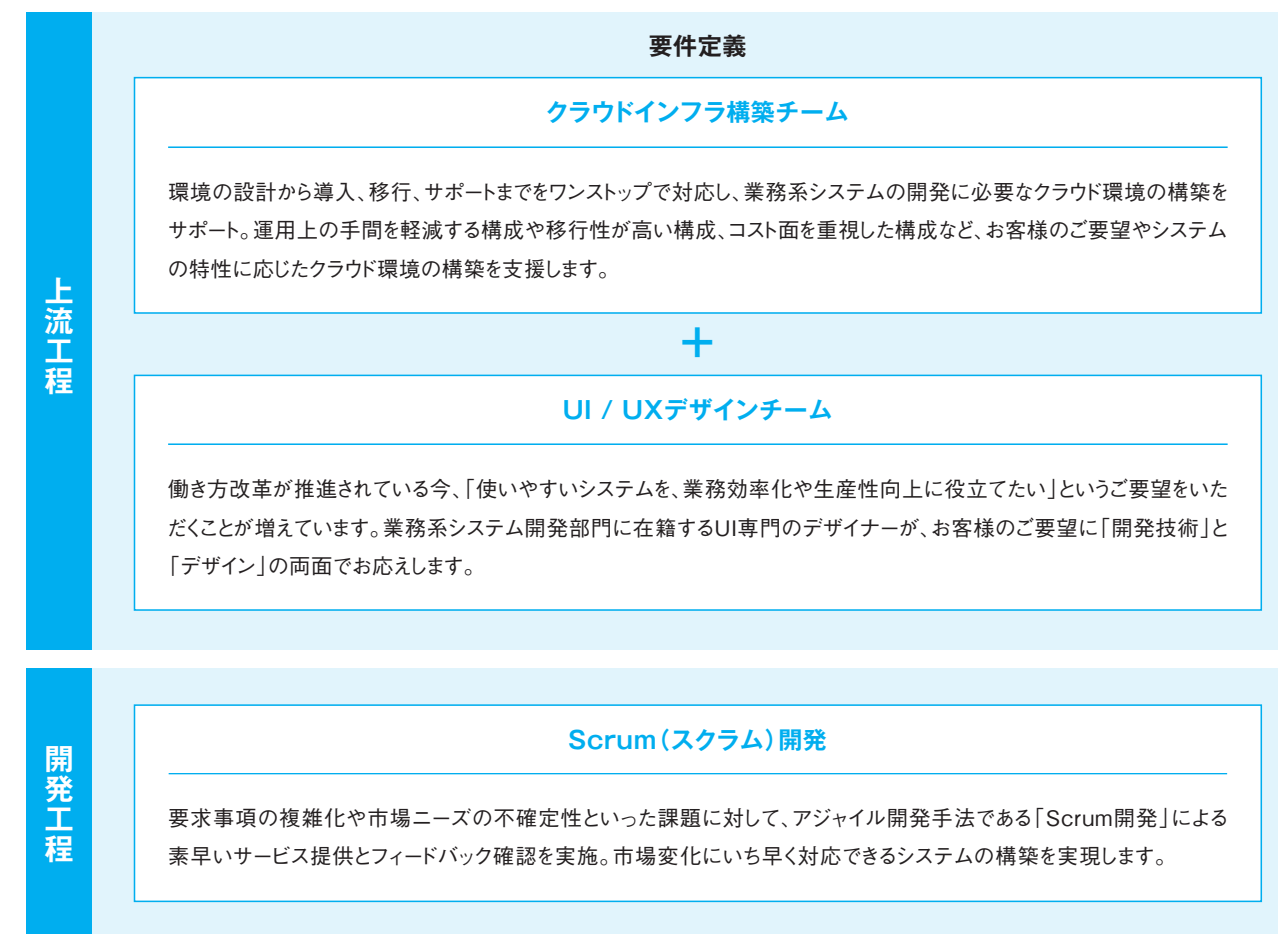 上流工程
要件定義
クラウドインフラ構築チーム
環境の設計から導入、移行、サポートまでをワンストップで対応し、業務系システムの開発に必要なクラウド環境の構築を
サポート。運用上の手間を軽減する構成や移行性が高い構成、コスト面を重視した構成など、お客様のご要望やシステム
の特性に応じたクラウド環境の構築を支援します。
+
UI / UXデザインチーム
働き方改革が推進されている今、「使いやすいシステムを、業務効率化や生産性向上に役立てたい」というご要望をいた
だくことが増えています。業務系システム開発部門に在籍するUI専門のデザイナーが、お客様のご要望に「開発技術」と
「デザイン」の両面でお応えします。
開発工程
Scrum(スクラム)開発
要求事項の複雑化や市場ニーズの不確定性といった課題に対して、アジャイル開発手法である「Scrum開発」による
素早いサービス提供とフィードバック確認を実施。市場変化にいち早く対応できるシステムの構築を実現します。